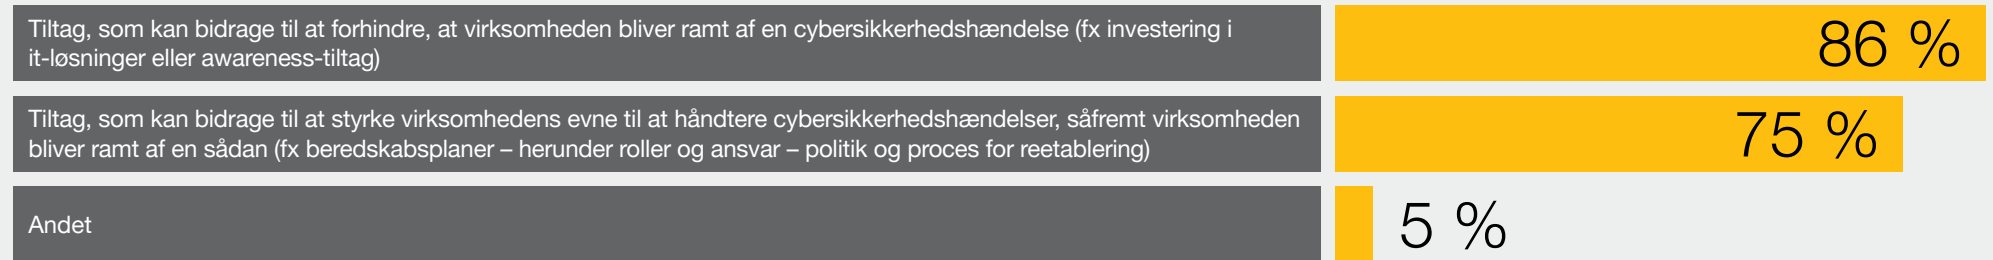 Tiltag, som kan bidrage til at forhindre, at virksomheden bliver ramt af en cybersikkerhedshændelse (fx investering i
it-løsninger eller awareness-tiltag)
86 %
Tiltag, som kan bidrage til at styrke virksomhedens evne til at håndtere cybersikkerhedshændelser, såfremt virksomheden
bliver ramt af en sådan (fx beredskabsplaner – herunder roller og ansvar – politik og proces for reetablering)
75 %
Andet
5 %